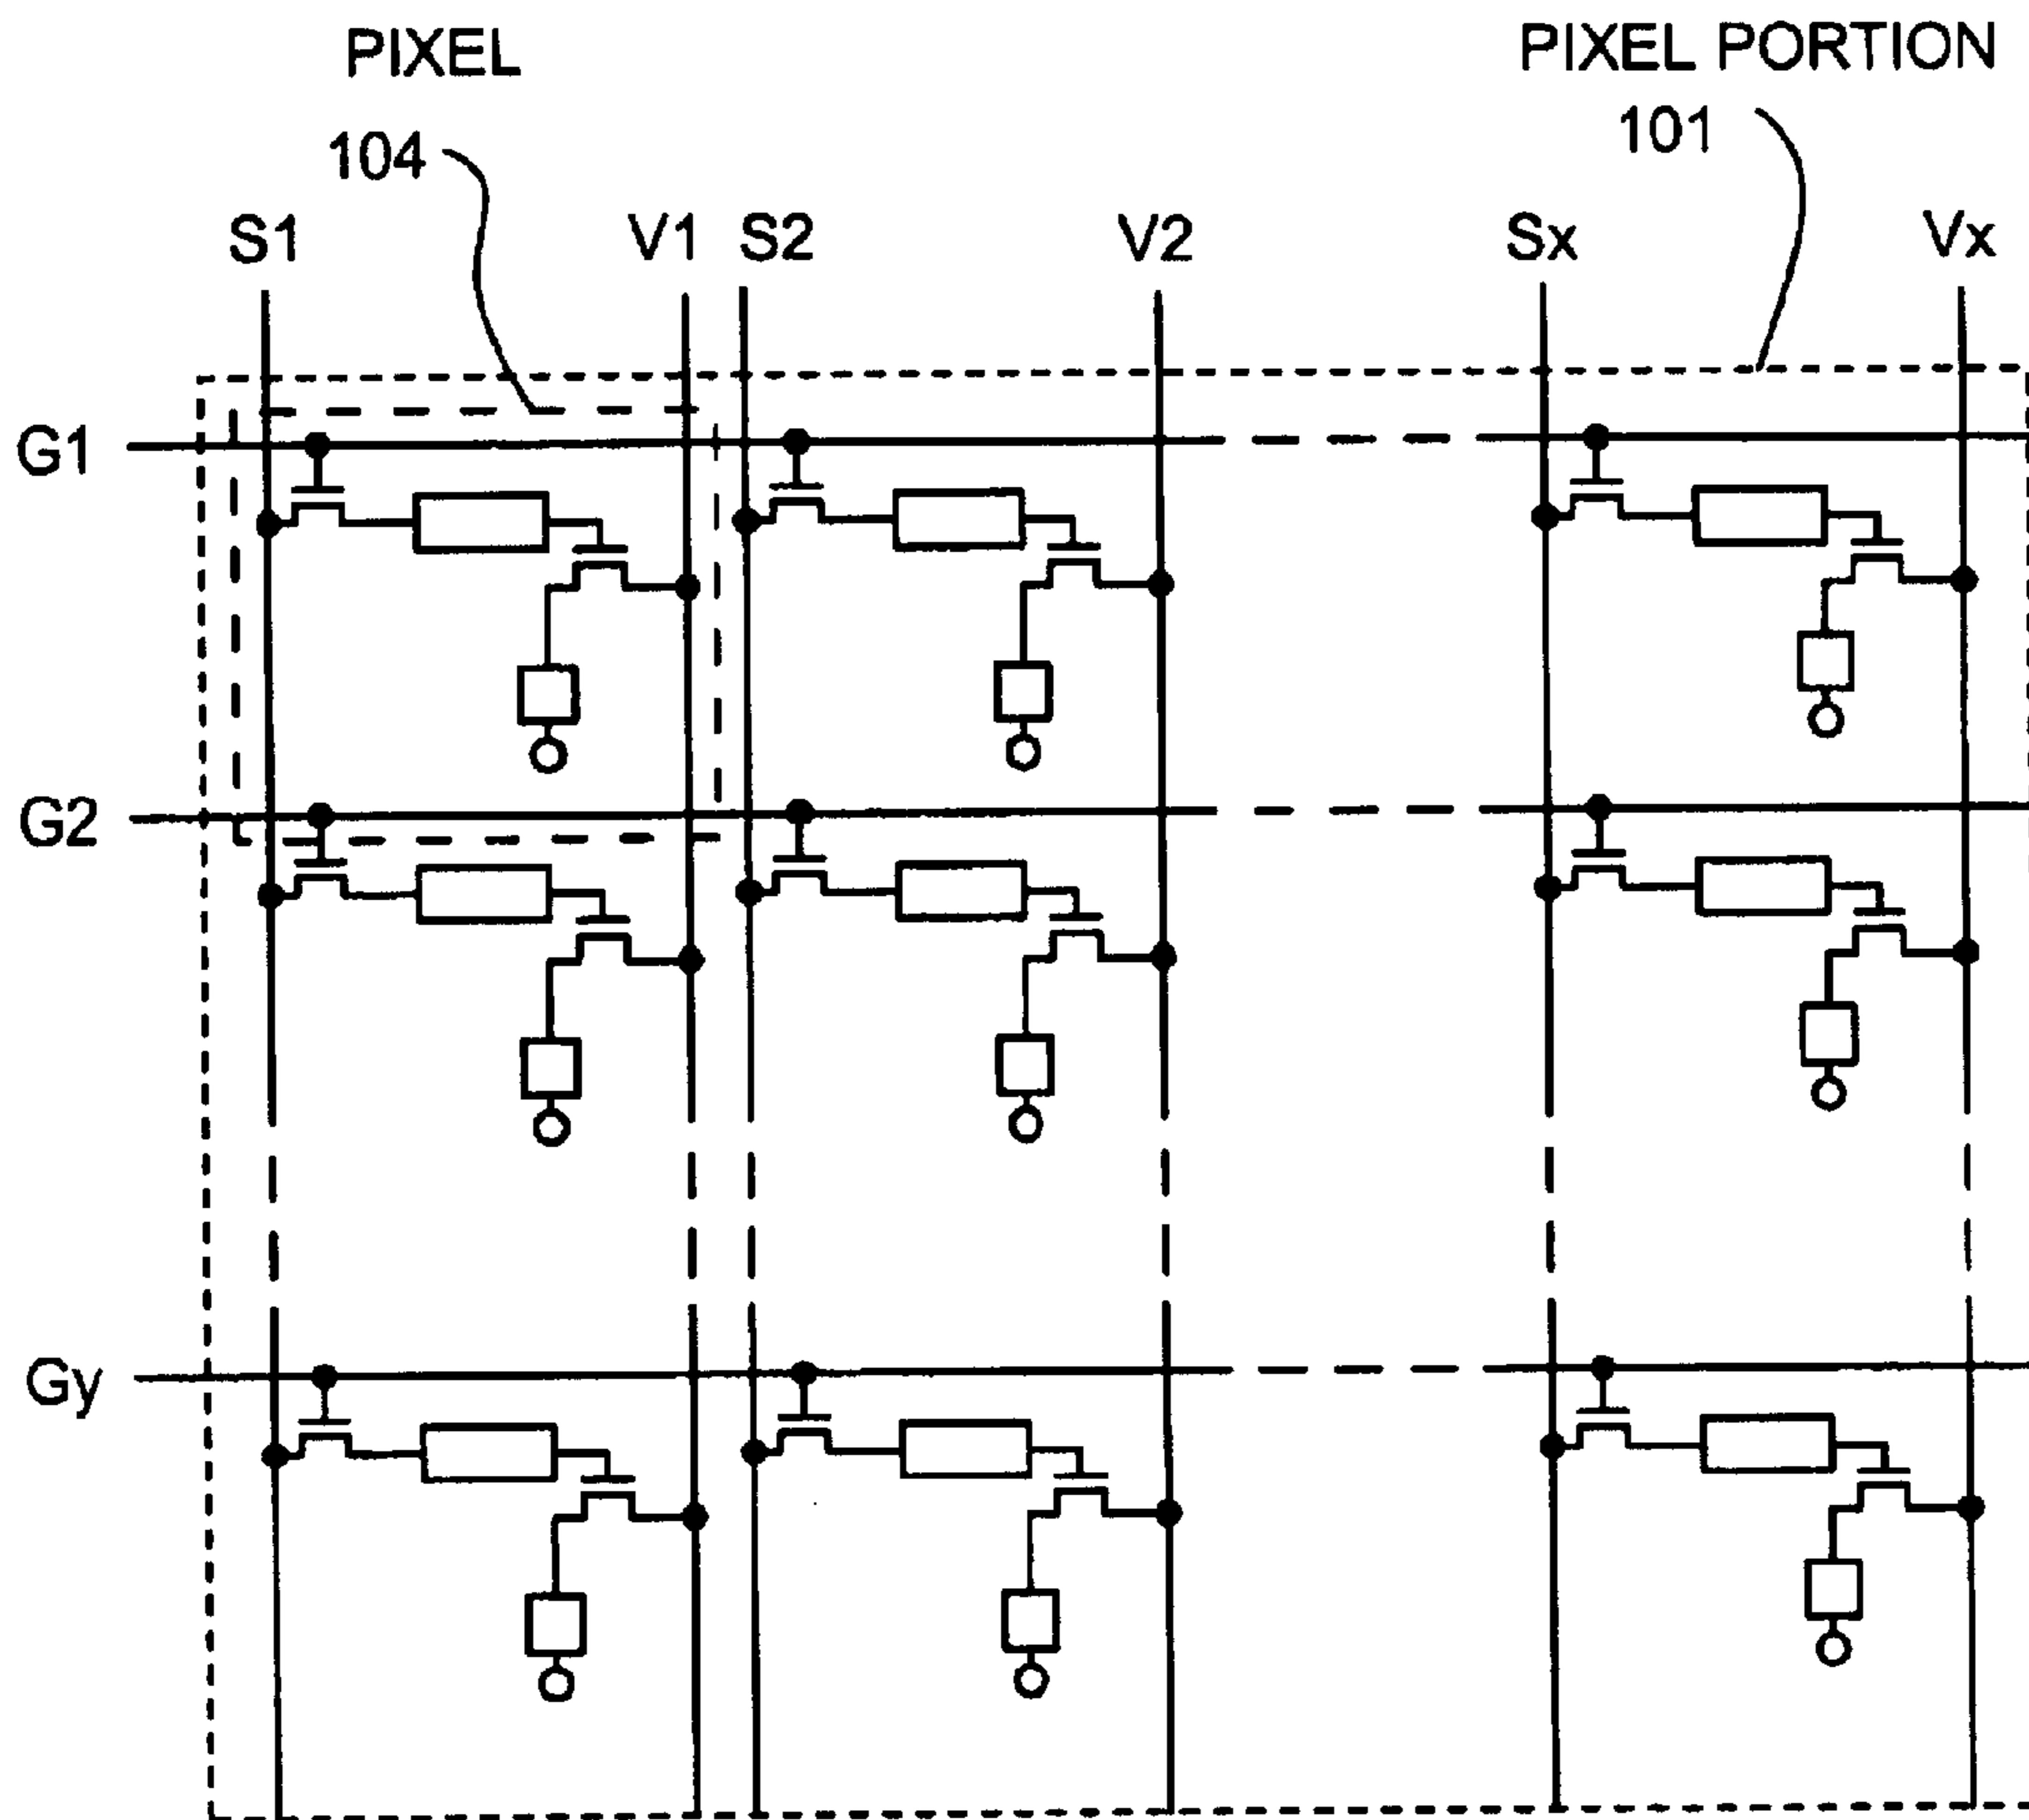 PIXEL
104
PIXEL PORTION
101
S1 V1 S2 V2 Sx Vx
G1
G2
Gy